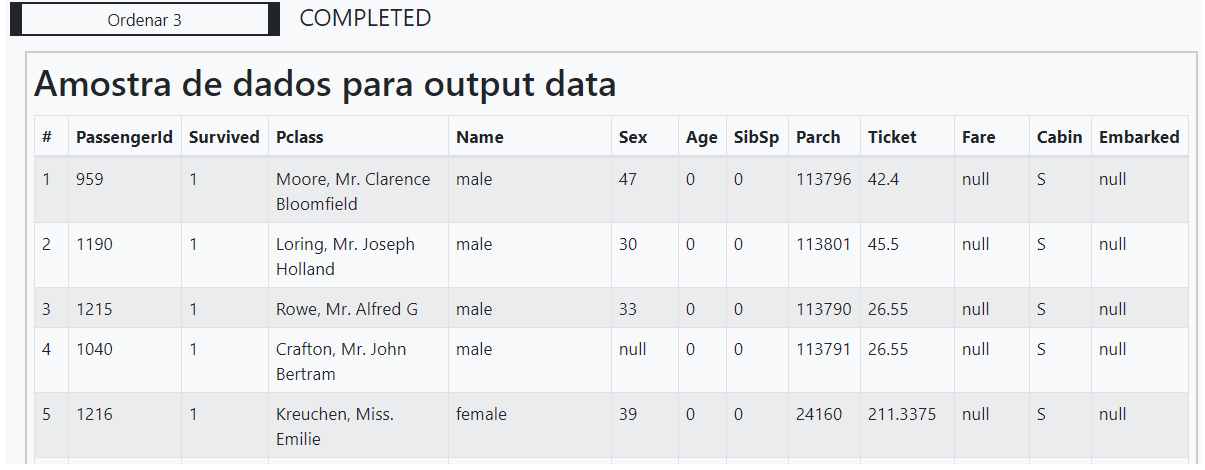 Ordenar 3 COMPLETED
Amostra de dados para output data
# PassengerId Survived Pclass Name Sex Age SibSp Parch Ticket Fare Cabin Embarked
1 959 1 Moore, Mr. Clarence male 47 0 0 113796 42.4 null S null
Bloomfield
2 1190 1 Loring, Mr. Joseph male 30 0 0 113801 45.5 null S null
Holland
3 1215 1 Rowe, Mr. Alfred G male 33 0 0 113790 26.55 null S null
4 1040 1 Crafton, Mr. John male null 0 0 113791 26.55 null S null
Bertram
5 1216 1 Kreuchen, Miss. female 39 0 0 24160 211.3375 null S null
Emilie